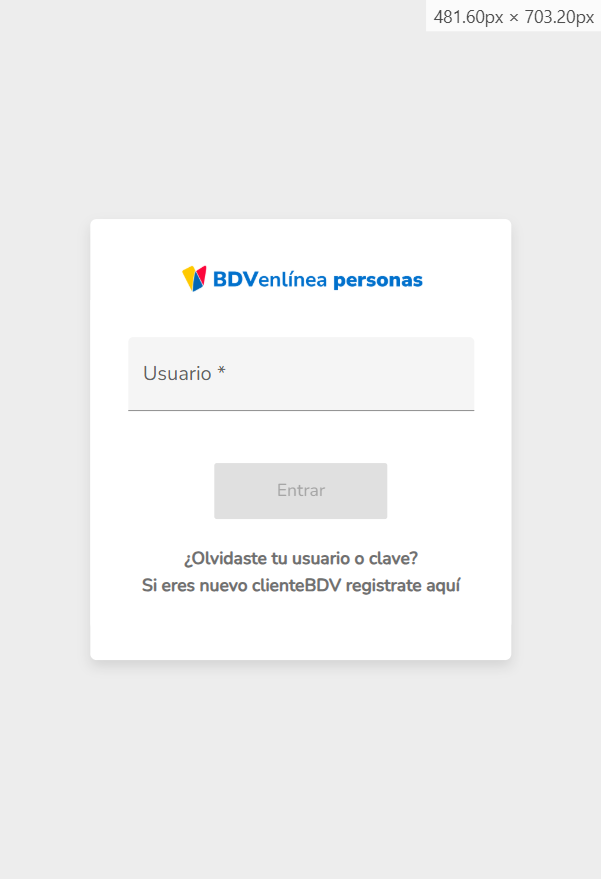 481.60px × 703.20px
BDVenlínea personas
Usuario *
Entrar
¿Olvidaste tu usuario o clave?
Si eres nuevo clienteBDV registrate aquí